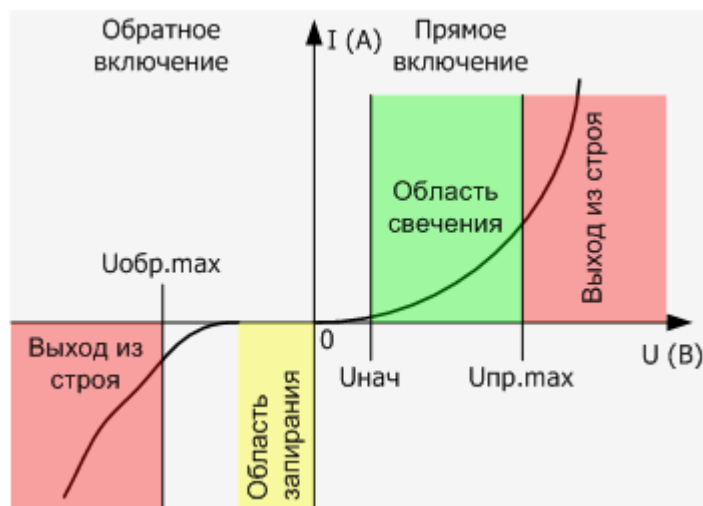 Обратное
включение
I (А)
Прямое
включение
Область
свечения
Выход из строя
Uобр.max
0
U (В)
Uнач
Uпр.max
Выход из
строя
Область
запирания